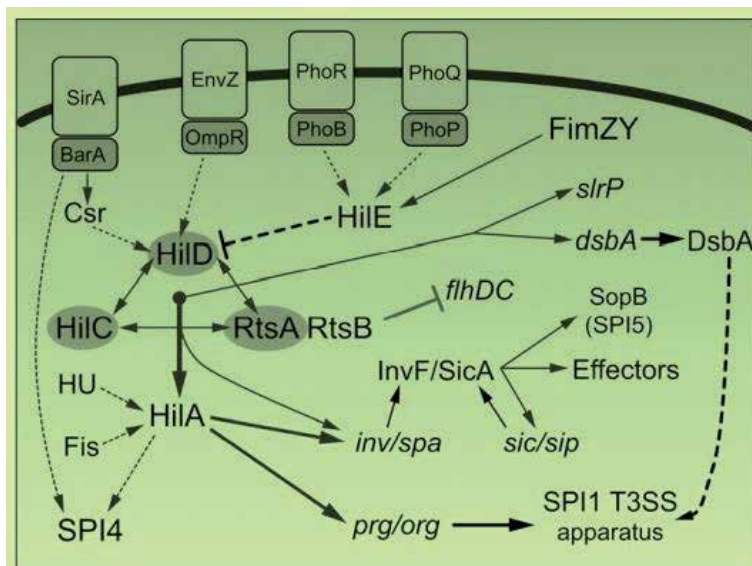 SirA
EnvZ
PhoR
PhoQ
BarA
OmpR
PhoB
PhoP
FimZY
Csr
HilE
slrP
HilD
dsbA
DsbA
flhDC
HilC
RtsA RtsB
SopB
(SPI5)
HU
InvF/SicA
Effectors
HilA
Fis
inv/spa
sic/sip
SPI4
prg/org
SPI1 T3SS
apparatus